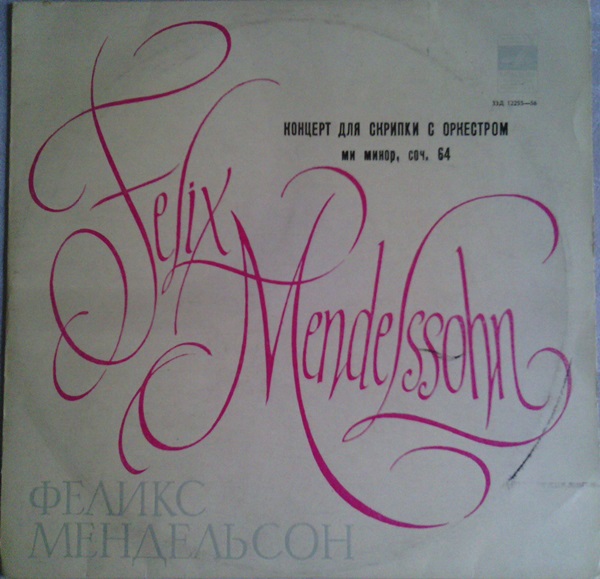 КОНЦЕРТ ДЛЯ СКРИПКИ С ОРКЕСТРОМ
МИ МИНОР, СОЧ. 64
Felix
Mendelssohn
ФЕЛИКС
МЕНДЕЛЬСОН